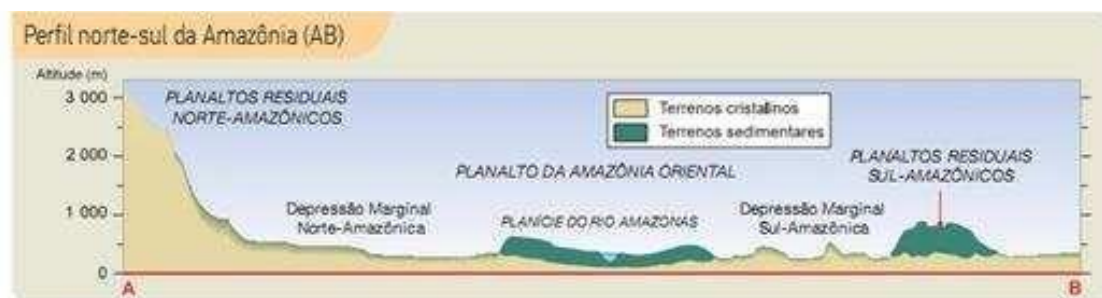 Perfil norte-sul da Amazônia (AB)
Altitude (m)
3 000
2 000
1 000
0
PLANALTOS RESIDUAIS
NORTE-AMAZÔNICOS
Terrenos cristalinos
Terrenos sedimentares
PLANALTO DA AMAZÔNIA ORIENTAL
PLANALTOS RESIDUAIS
SUL-AMAZÔNICOS
Depressão Marginal
Norte-Amazônica
PLANÍCIE DO RIO AMAZONAS
Depressão Marginal
Sul-Amazônica
A
B